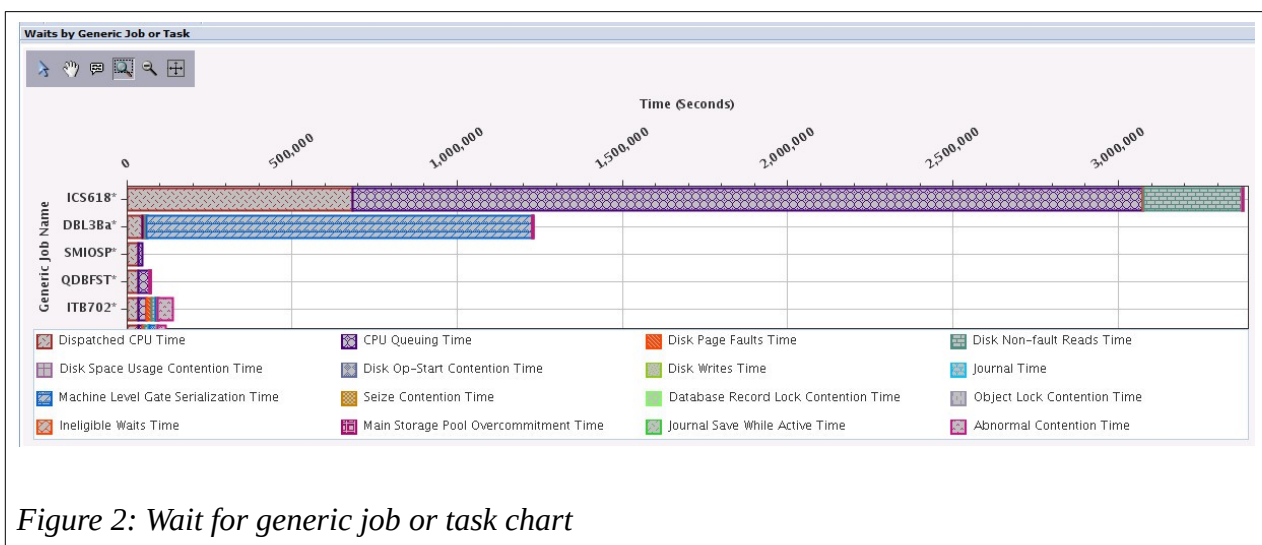 Waits by Generic Job or Task
Time (Seconds)
0 500,000 1,000,000 1,500,000 2,000,000 2,500,000 3,000,000
Generic Job Name
ICS618*
DBL3Ba*
SMIOSP*
QDBFST*
ITB702*
Dispatched CPU Time CPU Queuing Time Disk Page Faults Time Disk Non-fault Reads Time
Disk Space Usage Contention Time Disk Op-Start Contention Time Disk Writes Time Journal Time
Machine Level Gate Serialization Time Seize Contention Time Database Record Lock Contention Time Object Lock Contention Time
Ineligible Waits Time Main Storage Pool Overcommitment Time Journal Save While Active Time Abnormal Contention Time
Figure 2: Wait for generic job or task chart